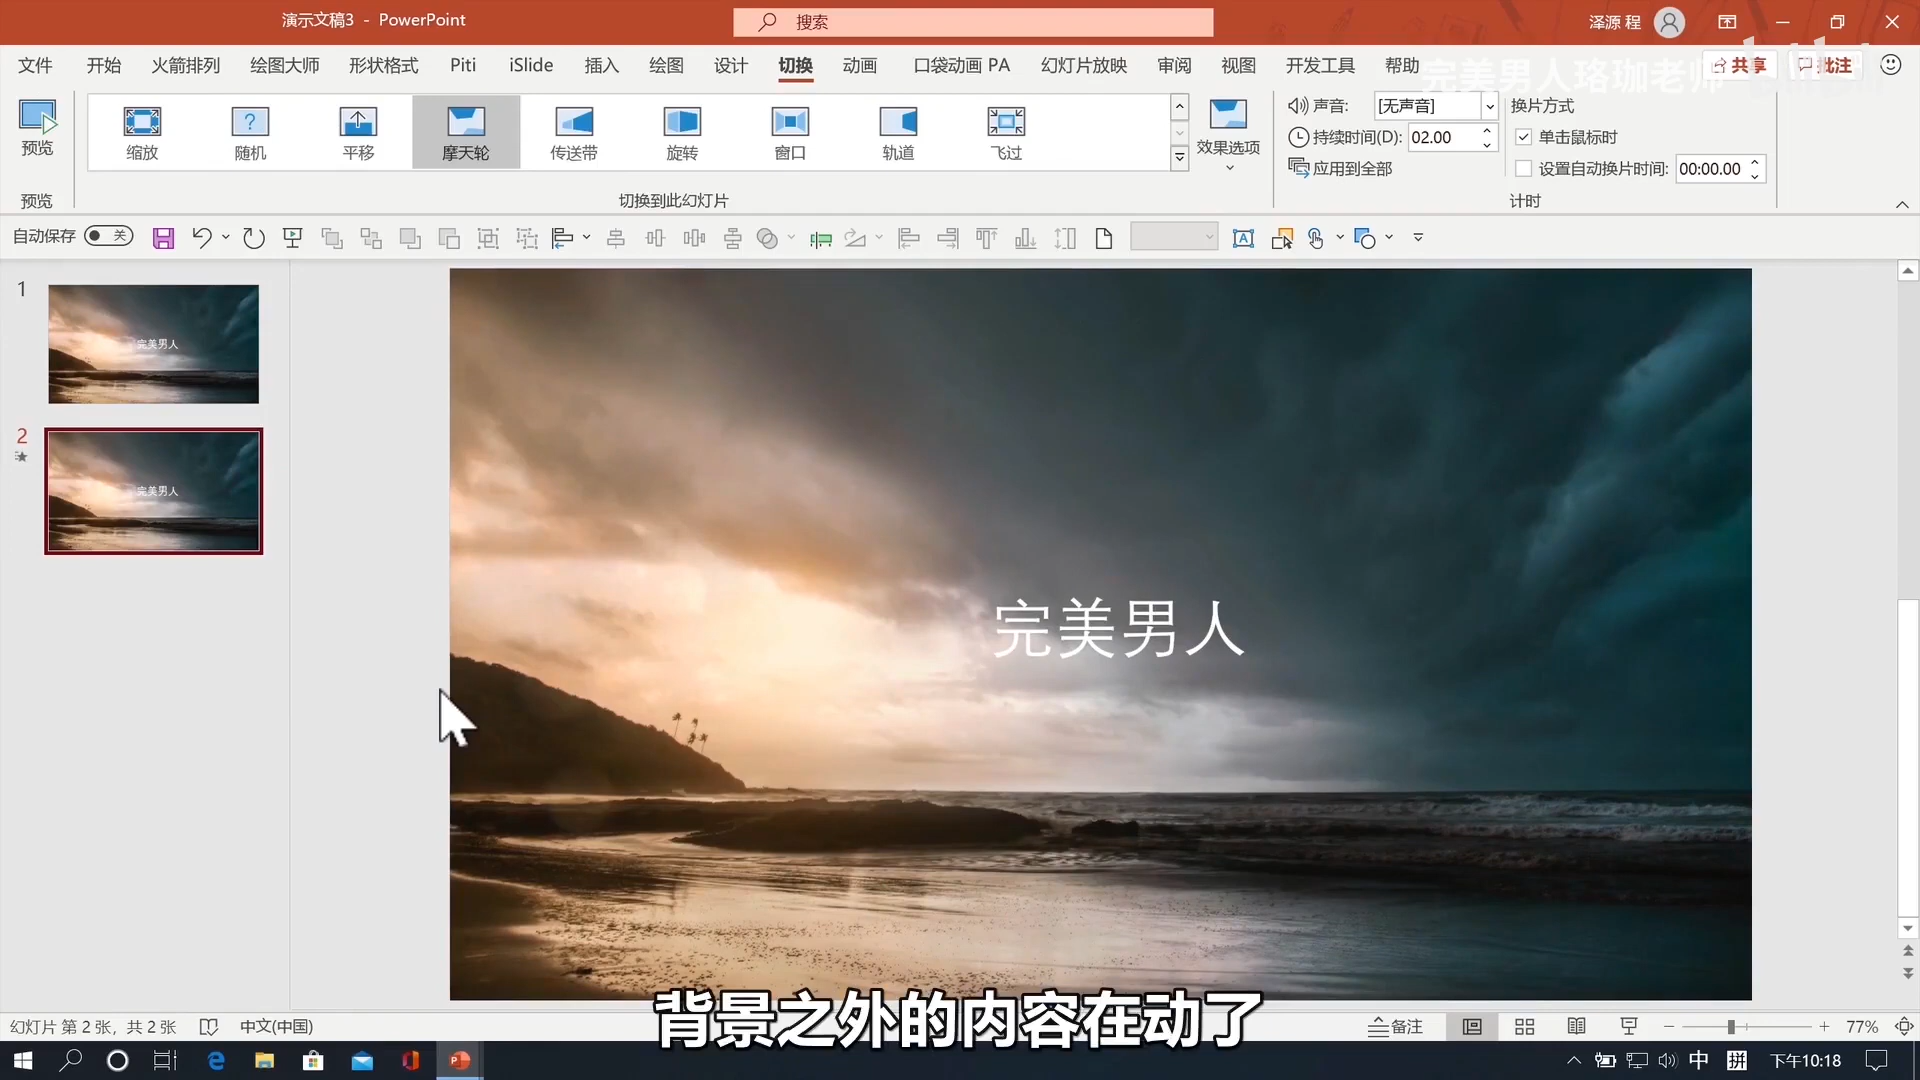 演示文稿3 - PowerPoint
搜索
泽源 程
文件 开始 火箭排列 绘图大师 形状格式 Piti iSlide 插入 绘图 设计 切换 动画 口袋动画 PA 幻灯片放映 审阅 视图 开发工具 帮助 共享 批注
完美男人珞珈老师
预览
缩放 随机 平移 摩天轮 传送带 旋转 窗口 轨道 飞过
效果选项
声音: [无声音]
持续时间(D): 02.00
应用到全部
换片方式
单击鼠标时
设置自动换片时间: 00:00.00
预览 切换到此幻灯片 计时
自动保存 关
1
完美男人
2
完美男人
完美男人
背景之外的内容在动了
幻灯片 第 2 张，共 2 张 中文(中国) 备注 77%
中 拼 下午10:18